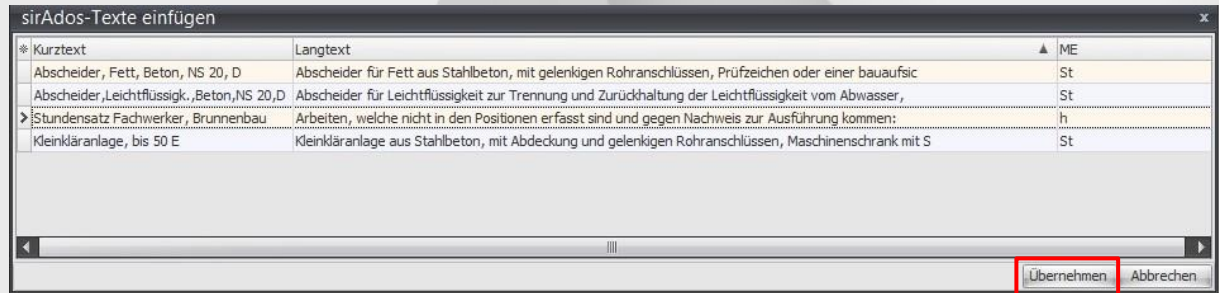 sirAdos-Texte einfügen x
Kurztext Langtext ME
Abscheider, Fett, Beton, NS 20, D Abscheider für Fett aus Stahlbeton, mit gelenkigen Rohranschlüssen, Prüfzeichen oder einer bauaufsic St
Abscheider,Leichtflüssigk.,Beton,NS 20,D Abscheider für Leichtflüssigkeit zur Trennung und Zurückhaltung der Leichtflüssigkeit vom Abwasser, St
Stundensatz Fachwerker, Brunnenbau Arbeiten, welche nicht in den Positionen erfasst sind und gegen Nachweis zur Ausführung kommen: h
Kleinkläranlage, bis 50 E Kleinkläranlage aus Stahlbeton, mit Abdeckung und gelenkigen Rohranschlüssen, Maschinenschrank mit S St
Übernehmen Abbrechen